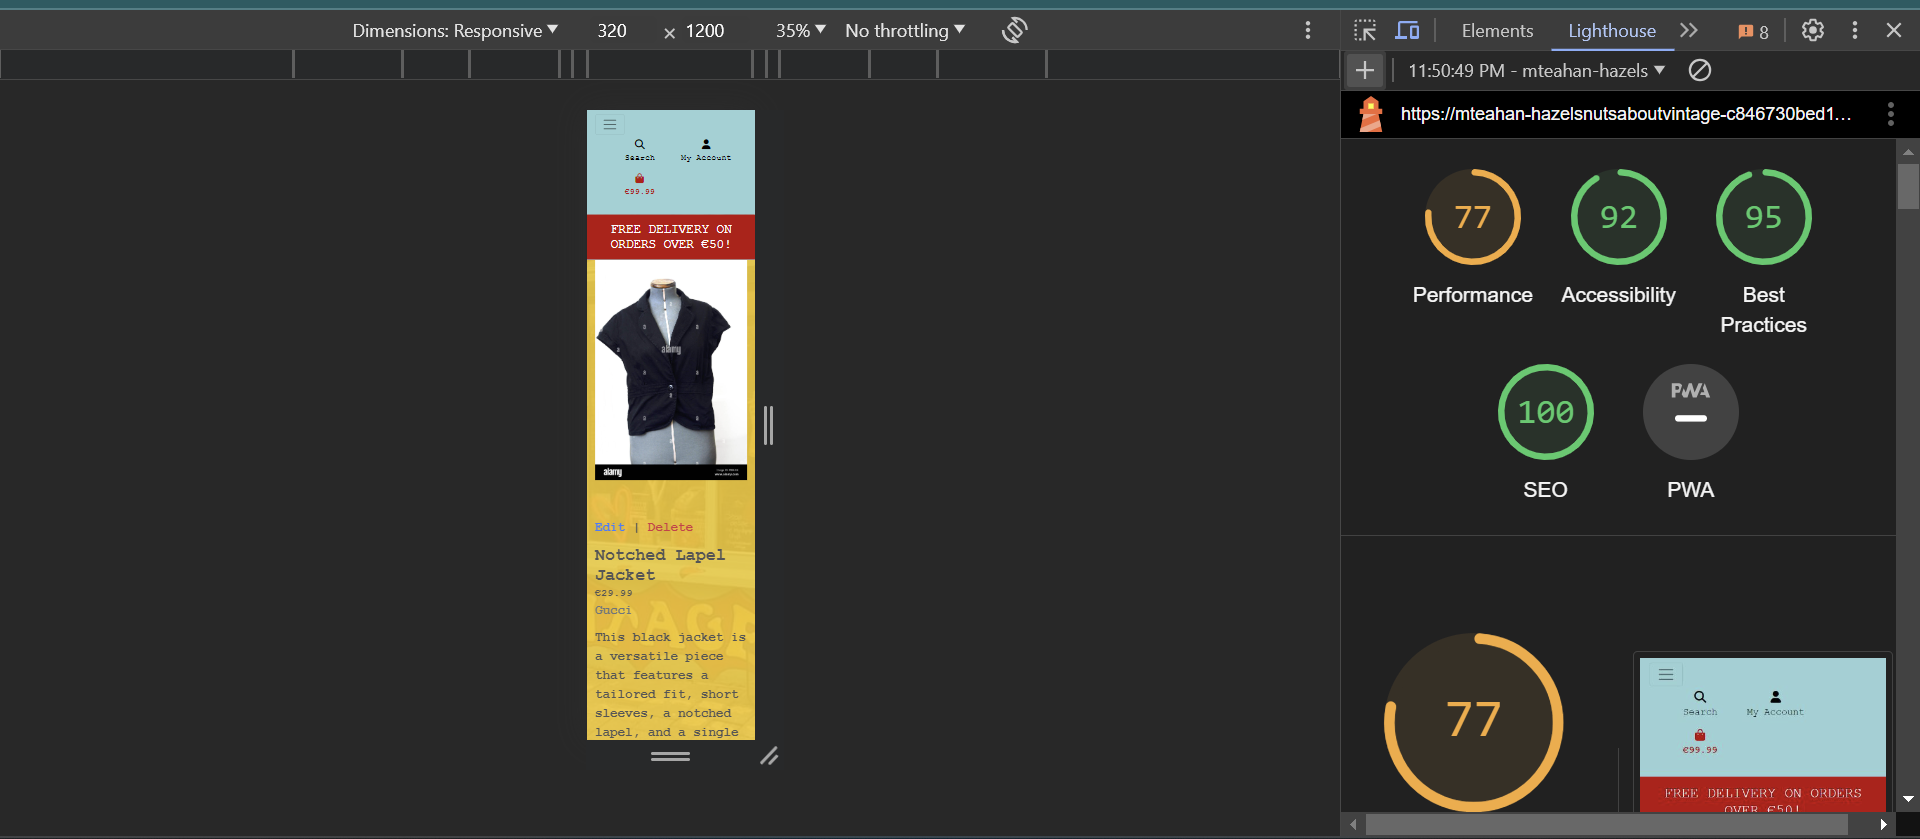 Dimensions: Responsive 320 × 1200 35% No throttling
Elements Lighthouse 8
11:50:49 PM - mteahan-hazels
https://mteahan-hazelsnutsaboutvintage-c846730bed1...
Search My Account
€99.99
FREE DELIVERY ON
ORDERS OVER €50!
alamy
alamy
Edit | Delete
Notched Lapel
Jacket
€29.99
Gucci
This black jacket is
a versatile piece
that features a
tailored fit, short
sleeves, a notched
lapel, and a single
77 92 95
Performance Accessibility Best
Practices
100 PWA
SEO PWA
77
Search My Account
€99.99
FREE DELIVERY ON ORDERS
OVER €50!